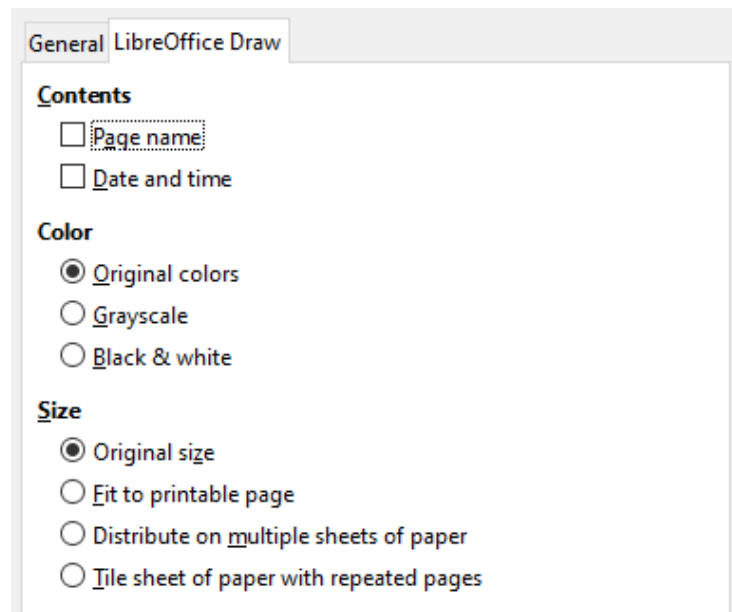 General LibreOffice Draw
Contents
Page name
Date and time
Color
Original colors
Grayscale
Black & white
Size
Original size
Fit to printable page
Distribute on multiple sheets of paper
Tile sheet of paper with repeated pages